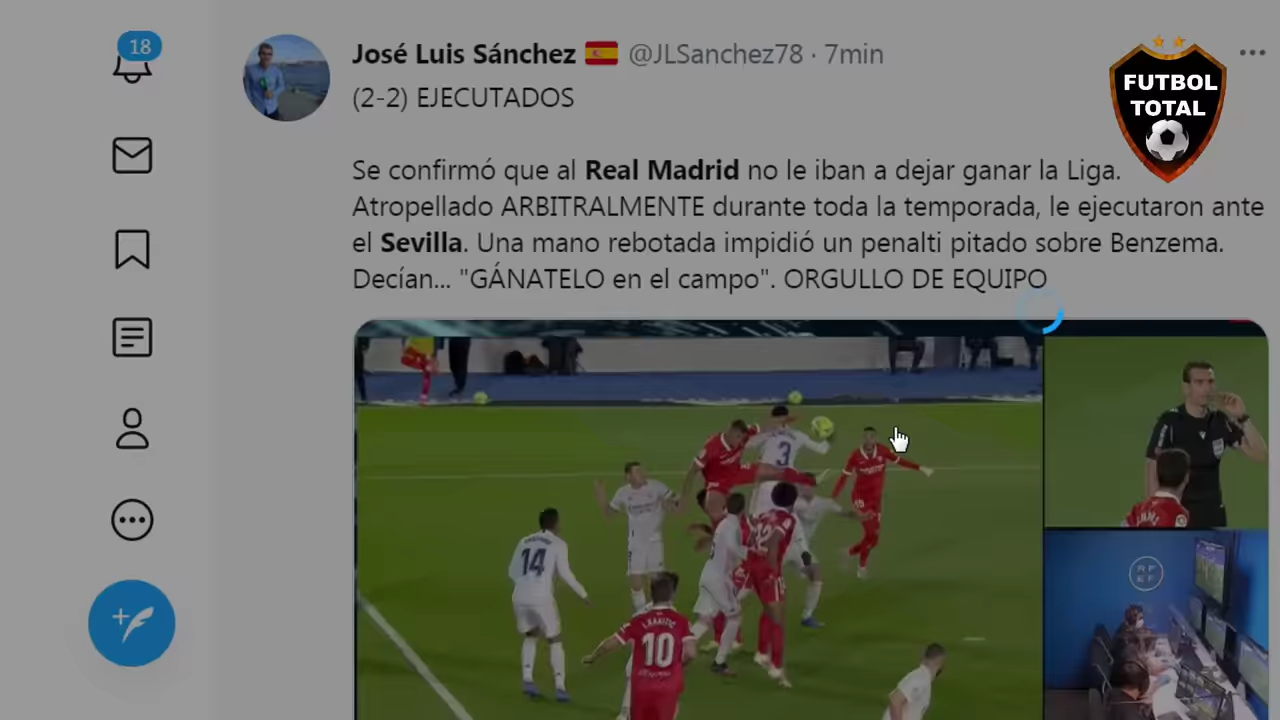 18
José Luis Sánchez 🇪🇸 @JLSanchez78 · 7min
(2-2) EJECUTADOS
FUTBOL
TOTAL
Se confirmó que al Real Madrid no le iban a dejar ganar la Liga.
Atropellado ARBITRALMENTE durante toda la temporada, le ejecutaron ante
el Sevilla. Una mano rebotada impidió un penalti pitado sobre Benzema.
Decían... "GÁNATELO en el campo". ORGULLO DE EQUIPO
3
14
10
RF
EF